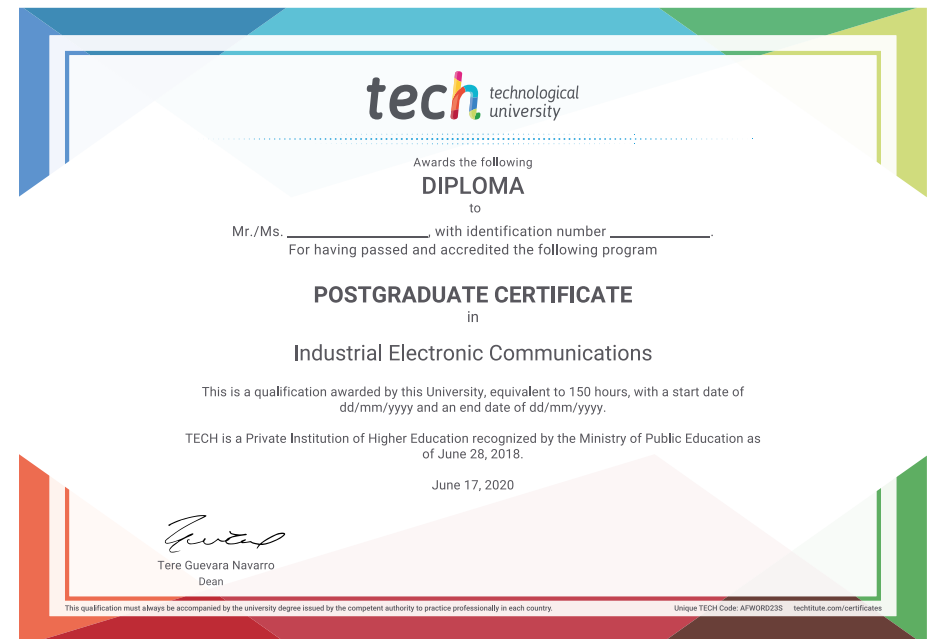 tech technological
university
Awards the following
DIPLOMA
to
Mr./Ms. ____________, with identification number ____________.
For having passed and accredited the following program
POSTGRADUATE CERTIFICATE
in
Industrial Electronic Communications
This is a qualification awarded by this University, equivalent to 150 hours, with a start date of
dd/mm/yyyy and an end date of dd/mm/yyyy.
TECH is a Private Institution of Higher Education recognized by the Ministry of Public Education as
of June 28, 2018.
June 17, 2020
Tere Guevara Navarro
Dean
This qualification must always be accompanied by the university degree issued by the competent authority to practice professionally in each country.
Unique TECH Code: AFWORD23S techtitute.com/certificates